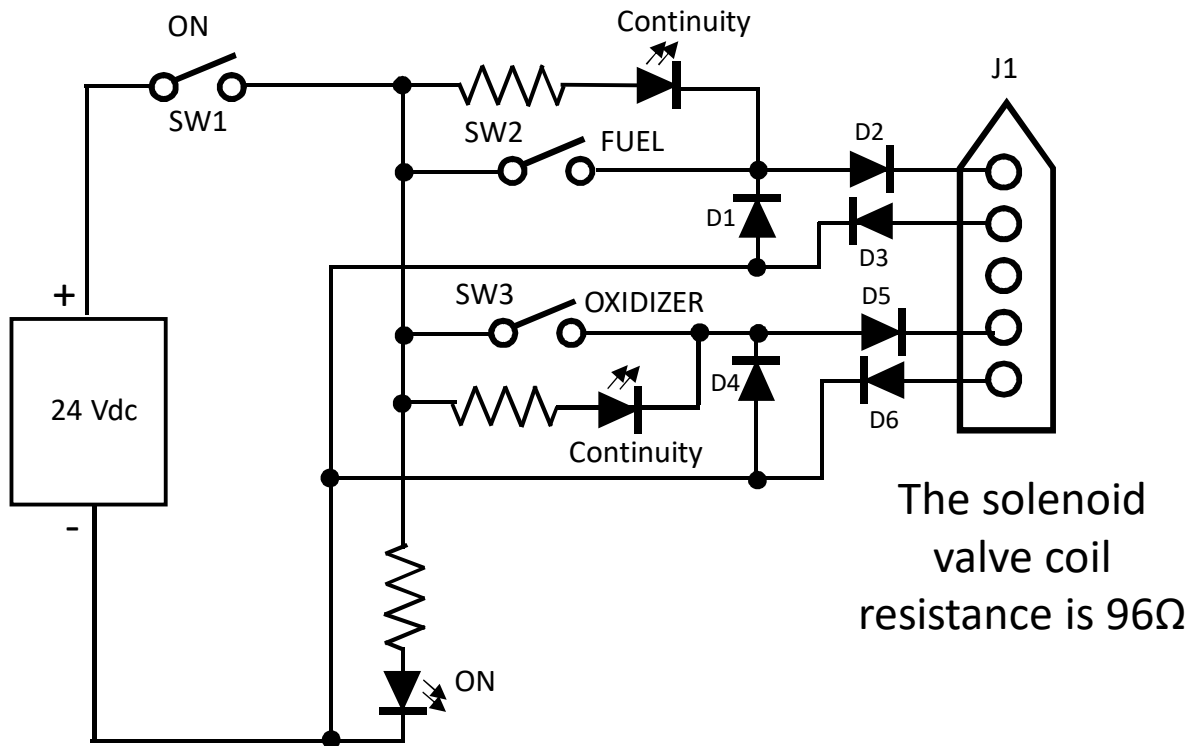 ON
Continuity
J1
SW1
SW2
FUEL
D2
D1
D3
+
SW3
OXIDIZER
D5
D4
24 Vdc
D6
Continuity
-
The solenoid
valve coil
resistance is 96Ω
ON